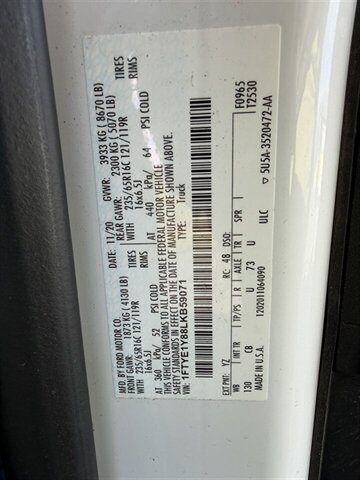 MFD. BY FORD MOTOR CO.
DATE: 11/20 GVWR: 3933 KG ( 8670 LB)
FRONT GAWR: 1873 KG ( 4130 LB) REAR GAWR: 2300 KG ( 5070 LB)
WITH 235/65R16C 121/119R TIRES WITH 235/65R16C 121/119R TIRES
16x6.5J RIMS 16x6.5J RIMS
AT 360 kPa/ 52 PSI COLD AT 440 kPa/ 64 PSI COLD
THIS VEHICLE CONFORMS TO ALL APPLICABLE FEDERAL MOTOR VEHICLE
SAFETY STANDARDS IN EFFECT ON THE DATE OF MANUFACTURE SHOWN ABOVE.
VIN: 1FTYE1Y88LKB59071
TYPE: Truck
F0965
T2530
EXT PNT: YZ RC: 48 DSO:
WB INTR TP/PS R AXLE TR SPR
130 CB U 73 U ULC
MADE IN U.S.A. 1202011064090 5U5A-3520472-AA